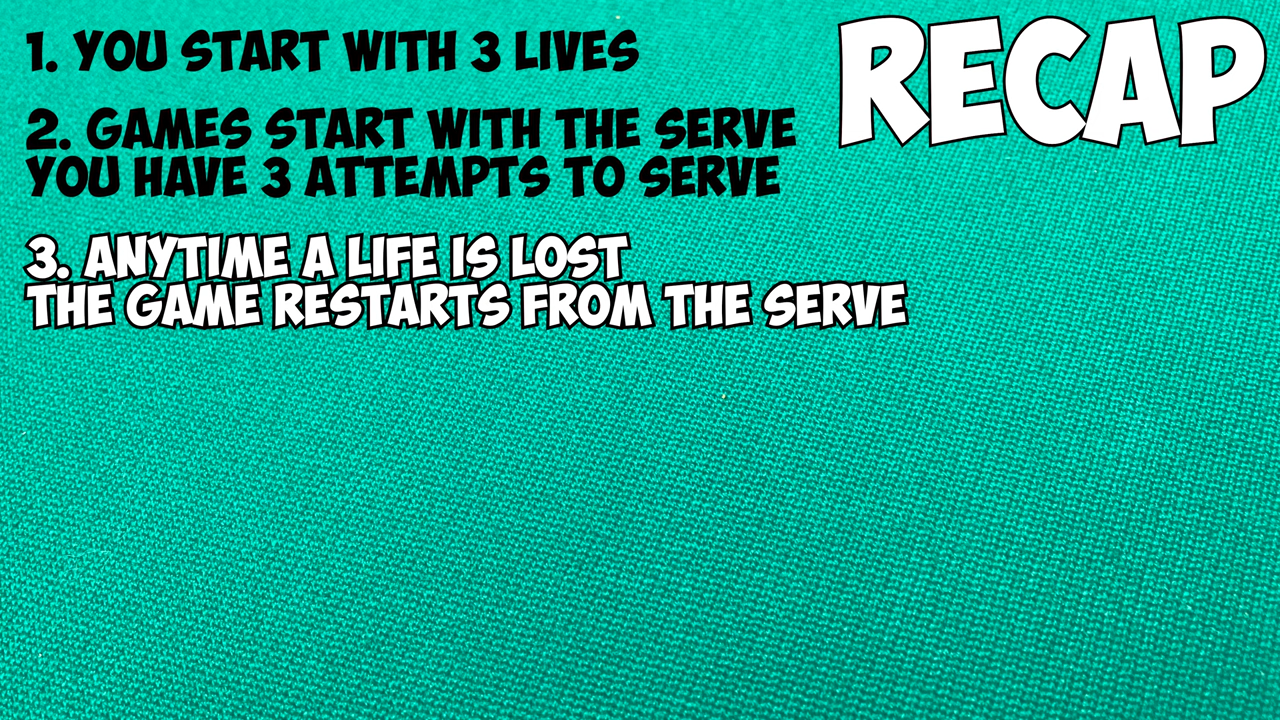 RECAP
1. YOU START WITH 3 LIVES
2. GAMES START WITH THE SERVE
YOU HAVE 3 ATTEMPTS TO SERVE
3. ANYTIME A LIFE IS LOST
THE GAME RESTARTS FROM THE SERVE